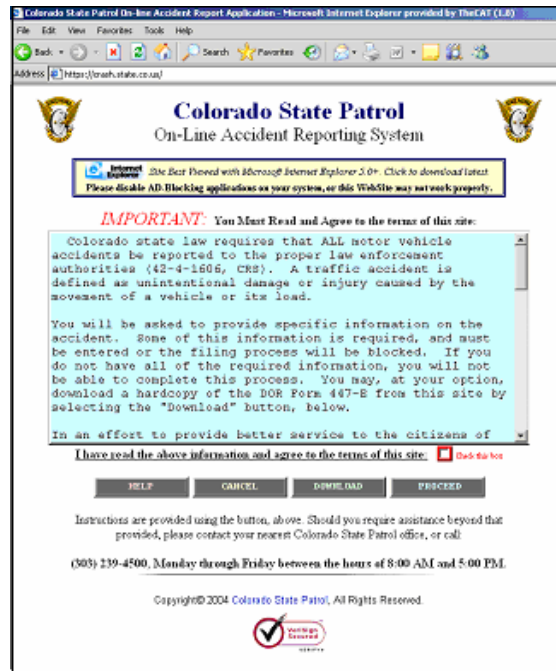 Colorado State Patrol On-line Accident Report Application - Microsoft Internet Explorer provided by TheCAT (1.8)
File Edit View Favorites Tools Help
Back Search Favorites
Address https://crash.state.co.us/
Colorado State Patrol
On-Line Accident Reporting System
Internet Explorer Site Best Viewed with Microsoft Internet Explorer 5.0+. Click to download latest
Please disable AD-Blocking applications on your system, or this WebSite may not work properly.
IMPORTANT: You Must Read and Agree to the terms of this site:
Colorado state law requires that ALL motor vehicle
accidents be reported to the proper law enforcement
authorities (42-4-1606, CRS). A traffic accident is
defined as unintentional damage or injury caused by the
movement of a vehicle or its load.
You will be asked to provide specific information on the
accident. Some of this information is required, and must
be entered or the filing process will be blocked. If you
do not have all of the required information, you will not
be able to complete this process. You may, at your option,
download a hardcopy of the DOR Form 447-E from this site by
selecting the "Download" button, below.
In an effort to provide better service to the citizens of
I have read the above information and agree to the terms of this site: Check this box
HELP CANCEL DOWNLOAD PROCEED
Instructions are provided using the button, above. Should you require assistance beyond that
provided, please contact your nearest Colorado State Patrol office, or call:
(303) 239-4500, Monday through Friday between the hours of 8:00 AM and 5:00 PM.
Copyright© 2004 Colorado State Patrol, All Rights Reserved.
VeriSign
Secured